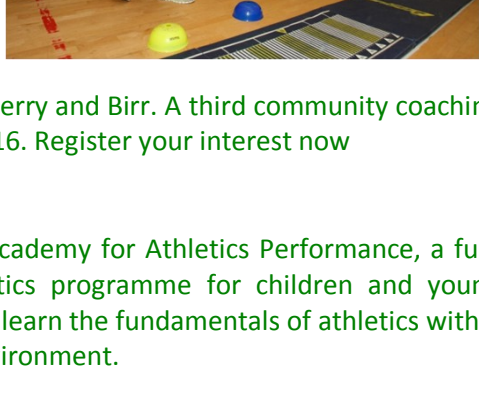 erry and Birr. A third community coachin
16. Register your interest now
cademy for Athletics Performance, a fu
tics programme for children and your
learn the fundamentals of athletics with
ironment.